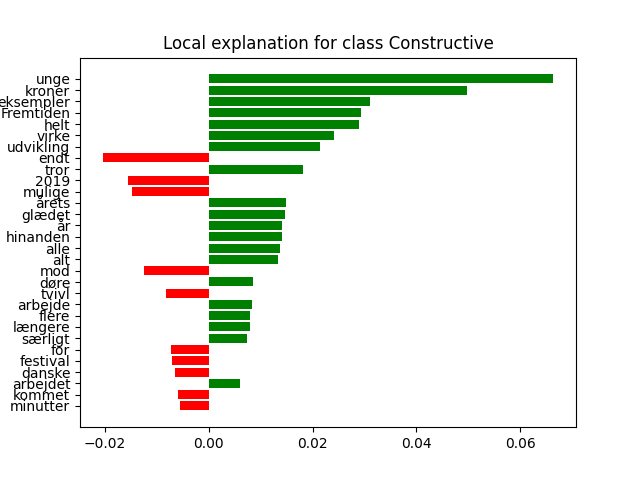 Local explanation for class Constructive
unge
kroner
eksempler
Fremtiden
helt
virke
udvikling
endt
tror
2019
mulige
årets
glædet
år
hinanden
alle
alt
mod
døre
tvivl
arbejde
flere
længere
særligt
for
festival
danske
arbejdet
kommet
minutter
−0.02 0.00 0.02 0.04 0.06